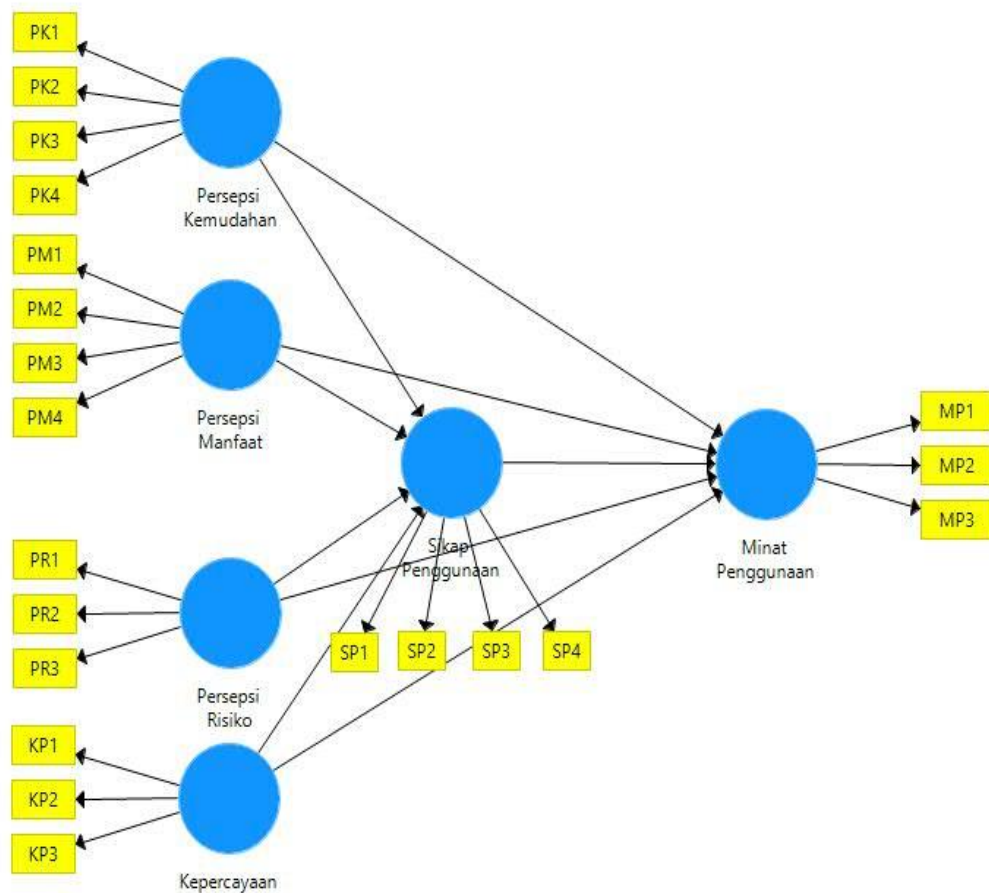 PK1
PK2
PK3
PK4
Persepsi
Kemudahan
PM1
PM2
PM3
PM4
Persepsi
Manfaat
PR1
PR2
PR3
Persepsi
Risiko
KP1
KP2
KP3
Kepercayaan
Sikap
Penggunaan
SP1
SP2
SP3
SP4
Minat
Penggunaan
MP1
MP2
MP3